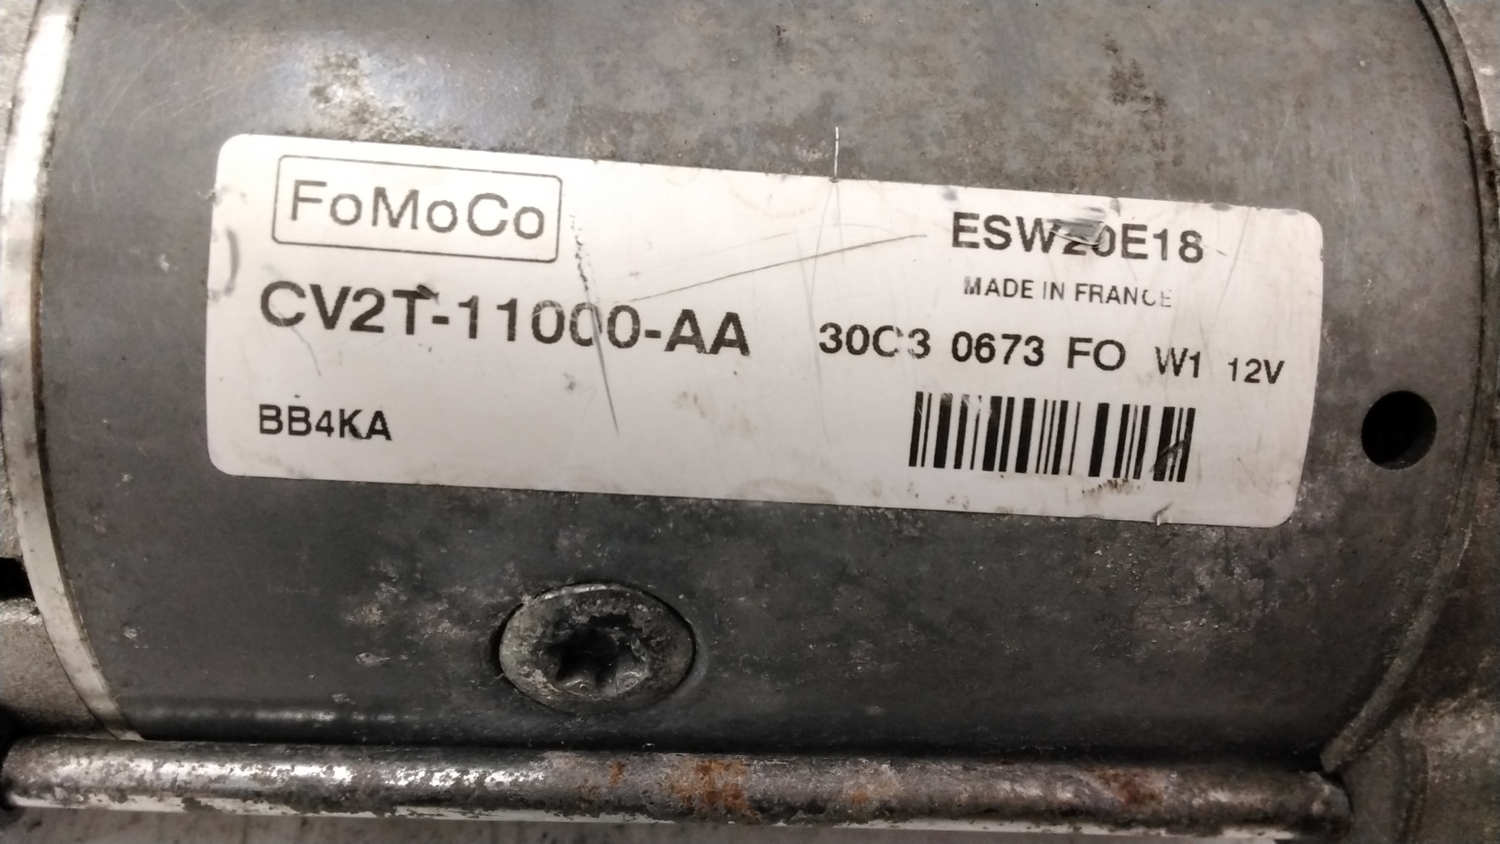 FoMoCo
ESW20E18
MADE IN FRANCE
CV2T-11000-AA
30C3 0673 FO W1 12V
BB4KA